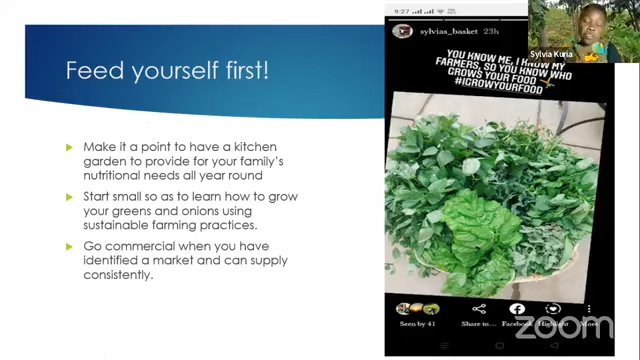 Feed yourself first!
Make it a point to have a kitchen
garden to provide for your family's
nutritional needs all year round
Start small so as to learn how to grow
your greens and onions using
sustainable farming practices.
Go commercial when you have
identified a market and can supply
consistently.
9:27
sylvias_basket 23h
YOU KNOW ME, I KNOW MY
FARMERS, SO YOU KNOW WHO
GROWS YOUR FOOD
#IGROWYOURFOOD
Seen by 41
Share to...
Facebook
Highlight
More
Sylvia Kuria
zoom